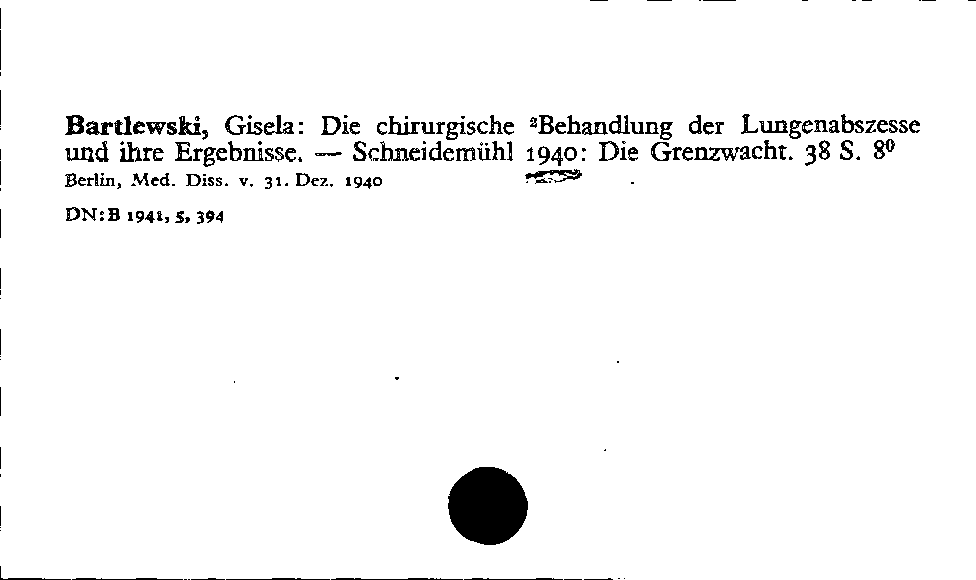 Bartlewski, Gisela: Die chirurgische ²Behandlung der Lungenabszesse
und ihre Ergebnisse. — Schneidemühl 1940: Die Grenzwacht. 38 S. 8⁰
Berlin, Med. Diss. v. 31. Dez. 1940
DN: B 1941, 5, 394